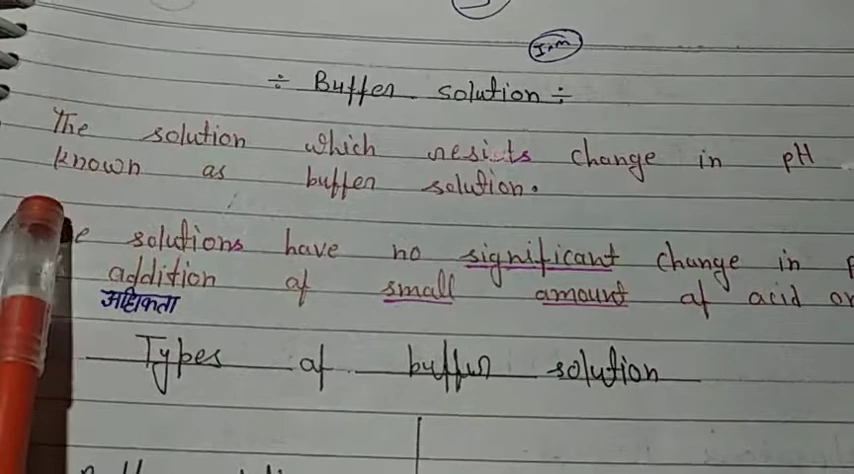 ÷ Buffer solution ÷
The solution which resists change in pH
known as buffer solution.
solutions have no significant change in
addition of small amount of acid or
अधिकता
Types of buffer solution